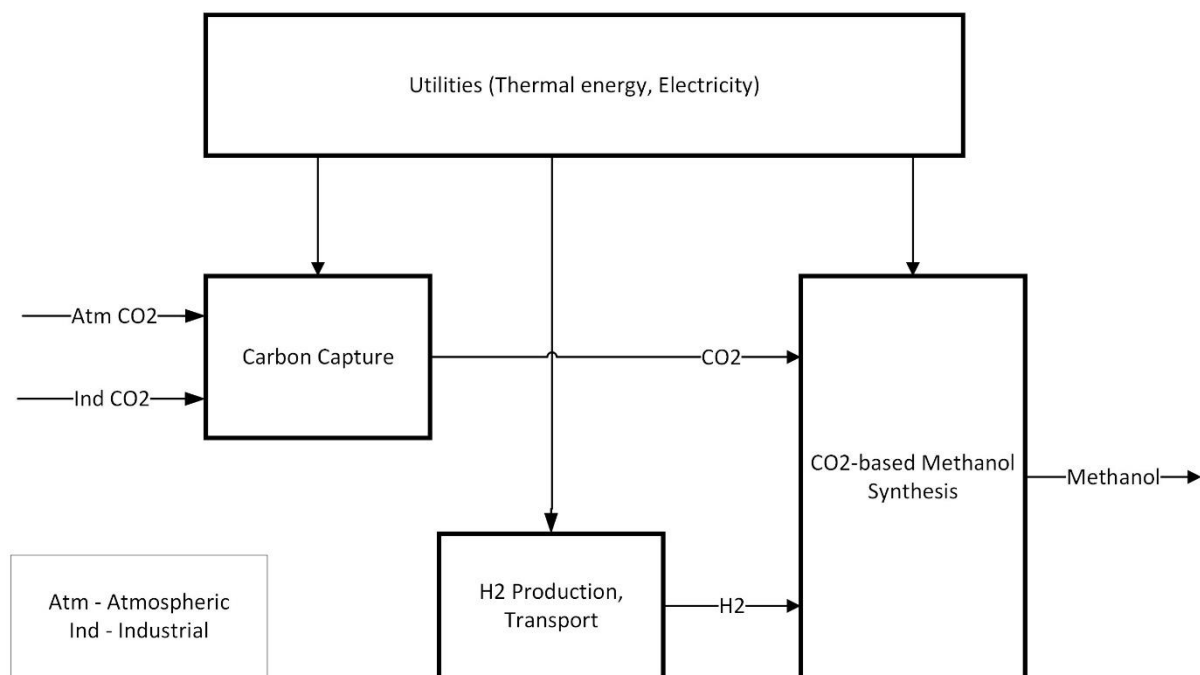 Utilities (Thermal energy, Electricity)
Atm CO2
Carbon Capture
CO2
Ind CO2
CO2-based Methanol
Synthesis
Methanol
H2 Production,
Transport
H2
Atm - Atmospheric
Ind - Industrial